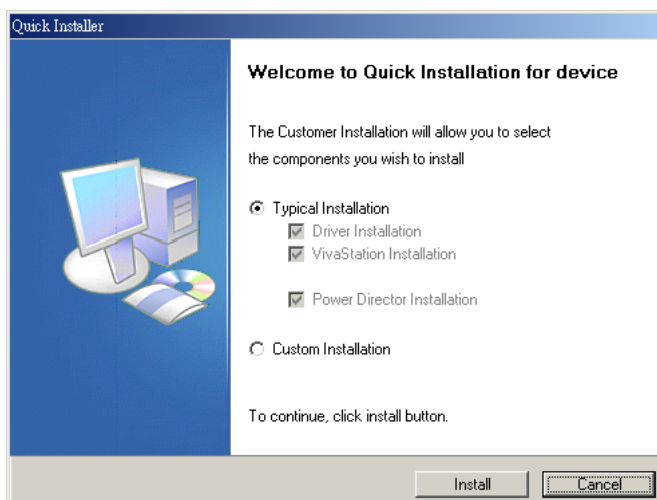 Quick Installer
Welcome to Quick Installation for device
The Customer Installation will allow you to select
the components you wish to install
Typical Installation
Driver Installation
VivaStation Installation
Power Director Installation
Custom Installation
To continue, click install button.
Install
Cancel